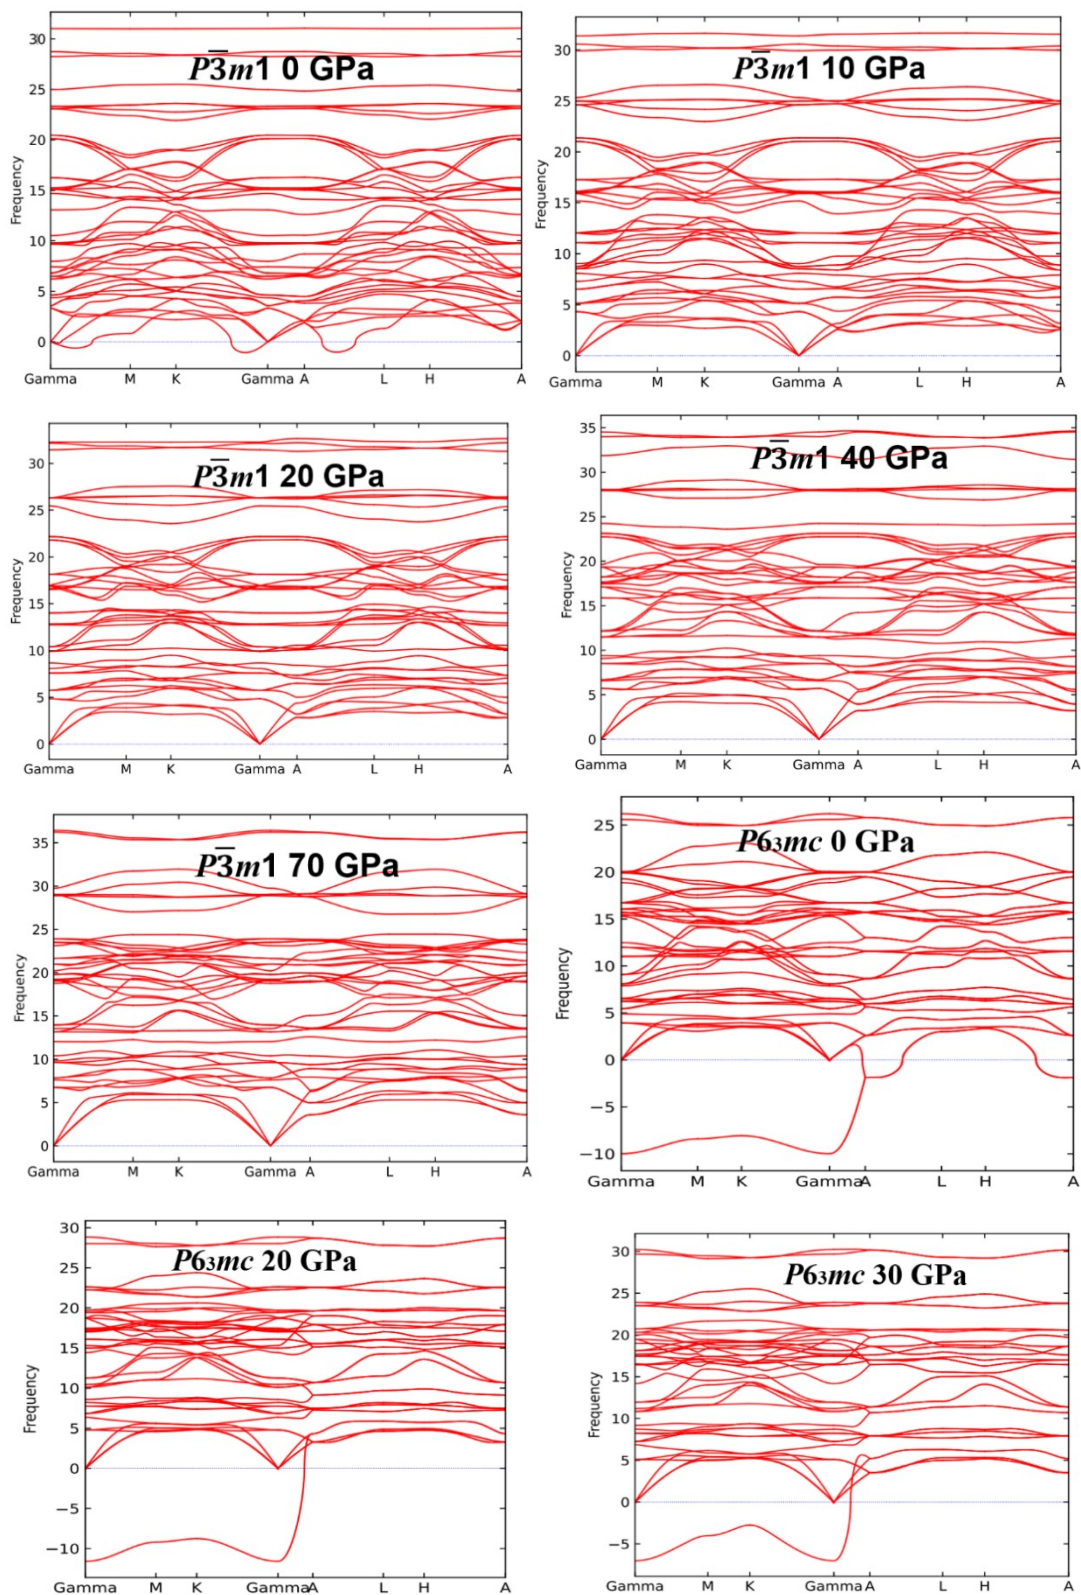 P3̅m1 0 GPa
Frequency
30
25
20
15
10
5
0
Gamma M K Gamma A L H A
P3̅m1 10 GPa
Frequency
30
25
20
15
10
5
0
Gamma M K Gamma A L H A
P3̅m1 20 GPa
Frequency
30
25
20
15
10
5
0
Gamma M K Gamma A L H A
P3̅m1 40 GPa
Frequency
35
30
25
20
15
10
5
0
Gamma M K Gamma A L H A
P3̅m1 70 GPa
Frequency
35
30
25
20
15
10
5
0
Gamma M K Gamma A L H A
P6₃mc 0 GPa
Frequency
25
20
15
10
5
0
−5
−10
Gamma M K Gamma A L H A
P6₃mc 20 GPa
Frequency
30
25
20
15
10
5
0
−5
−10
Gamma M K Gamma A L H A
P6₃mc 30 GPa
Frequency
30
25
20
15
10
5
0
−5
Gamma M K Gamma A L H A